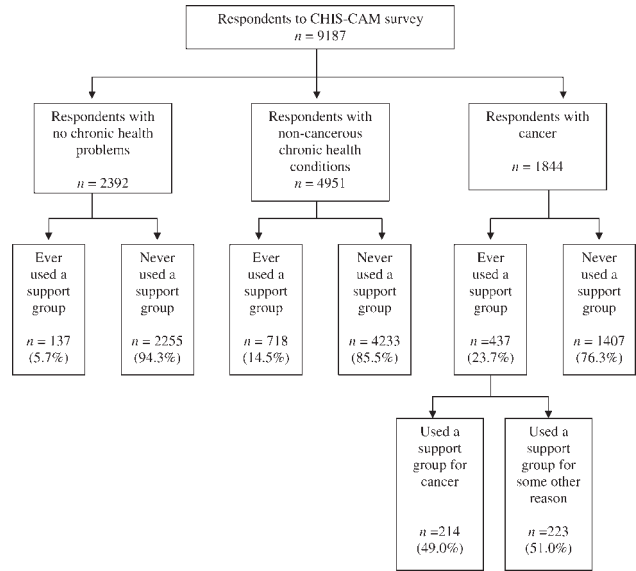 Respondents to CHIS-CAM survey
n = 9187
Respondents with
no chronic health
problems
n = 2392
Respondents with
non-cancerous
chronic health
conditions
n = 4951
Respondents with
cancer
n = 1844
Ever
used a
support
group
n = 137
(5.7%)
Never
used a
support
group
n = 2255
(94.3%)
Ever
used a
support
group
n = 718
(14.5%)
Never
used a
support
group
n = 4233
(85.5%)
Ever
used a
support
group
n =437
(23.7%)
Never
used a
support
group
n = 1407
(76.3%)
Used a
support
group for
cancer
n =214
(49.0%)
Used a
support
group for
some other
reason
n =223
(51.0%)